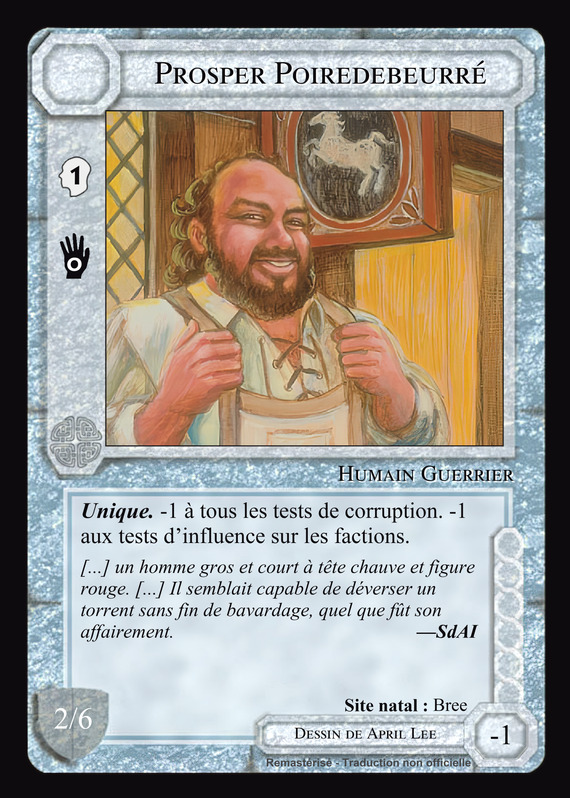 Prosper Poiredebeurré
1
0
Humain Guerrier
Unique. -1 à tous les tests de corruption. -1
aux tests d'influence sur les factions.
[...] un homme gros et court à tête chauve et figure
rouge. [...] Il semblait capable de déverser un
torrent sans fin de bavardage, quel que fût son
affairement. —SdAI
Site natal : Bree
2/6
Dessin de April Lee
-1
Remastérisé - Traduction non officielle